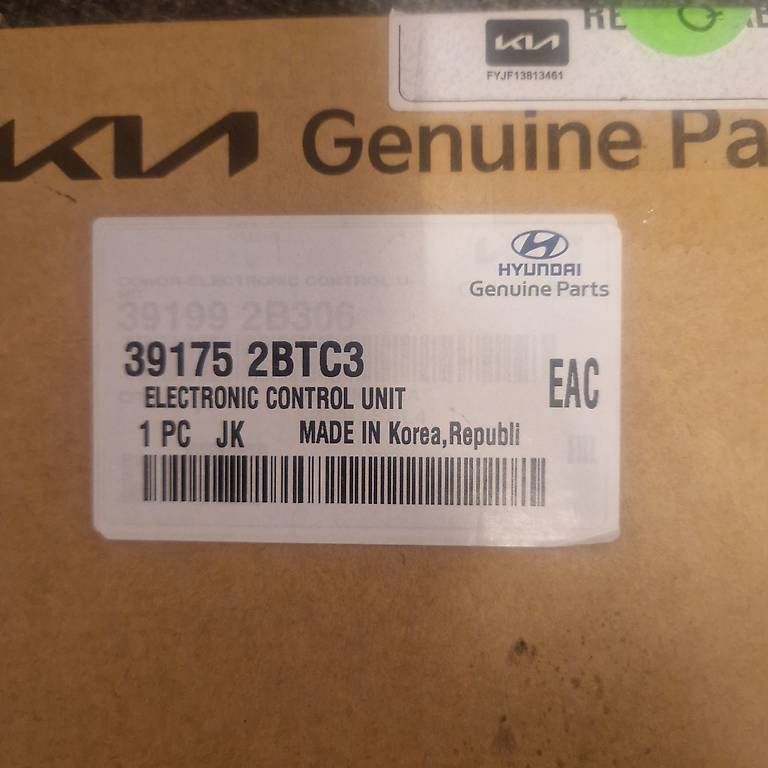 KIA
FYJF13813461
KIA Genuine Pa
HYUNDAI
Genuine Parts
39199 2B306
39175 2BTC3
ELECTRONIC CONTROL UNIT
EAC
1 PC JK MADE IN Korea,Republi